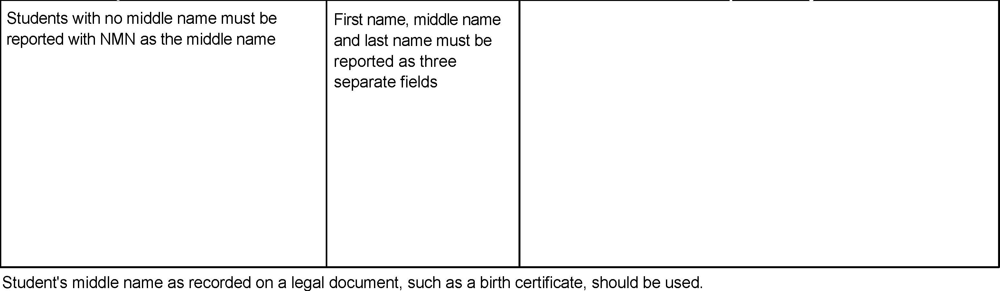 Students with no middle name must be
reported with NMN as the middle name
First name, middle name
and last name must be
reported as three
separate fields
Student's middle name as recorded on a legal document, such as a birth certificate, should be used.